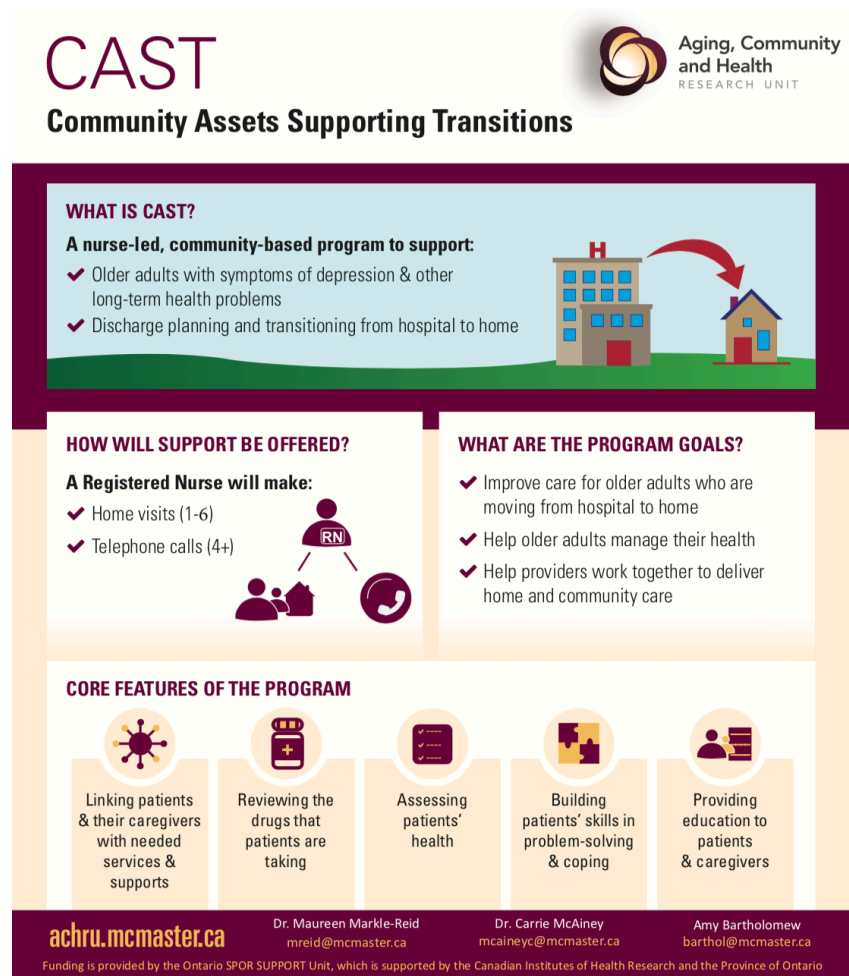 CAST
Community Assets Supporting Transitions
Aging, Community
and Health
RESEARCH UNIT
WHAT IS CAST?
A nurse-led, community-based program to support:
Older adults with symptoms of depression & other
long-term health problems
Discharge planning and transitioning from hospital to home
H
HOW WILL SUPPORT BE OFFERED?
A Registered Nurse will make:
Home visits (1-6)
Telephone calls (4+)
RN
WHAT ARE THE PROGRAM GOALS?
Improve care for older adults who are
moving from hospital to home
Help older adults manage their health
Help providers work together to deliver
home and community care
CORE FEATURES OF THE PROGRAM
Linking patients
& their caregivers
with needed
services &
supports
Reviewing the
drugs that
patients are
taking
Assessing
patients'
health
Building
patients' skills in
problem-solving
& coping
Providing
education to
patients
& caregivers
achru.mcmaster.ca
Dr. Maureen Markle-Reid
mreid@mcmaster.ca
Dr. Carrie McAiney
mcaineyc@mcmaster.ca
Amy Bartholomew
barthol@mcmaster.ca
Funding is provided by the Ontario SPOR SUPPORT Unit, which is supported by the Canadian Institutes of Health Research and the Province of Ontario